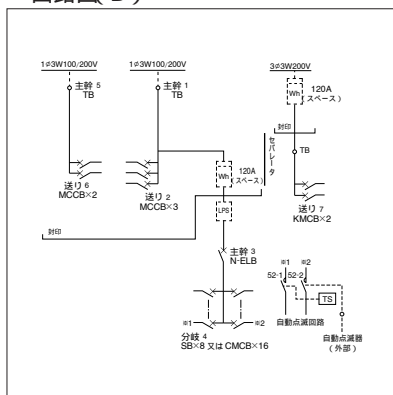 1φ3W100/200V
1φ3W100/200V
3φ3W200V
主幹 5
TB
主幹 1
TB
Wh
120A
(スペース)
封印
セパレータ
TB
Wh
120A
(スペース)
送り 6
MCCB×2
送り 2
MCCB×3
LPS
送り 7
KMCB×2
封印
主幹 3
N-ELB
※1
※2
52-1
52-2
TS
※1
※2
自動点滅回路
分岐 4
SB×8 又は CMCB×16
自動点滅器
(外部)